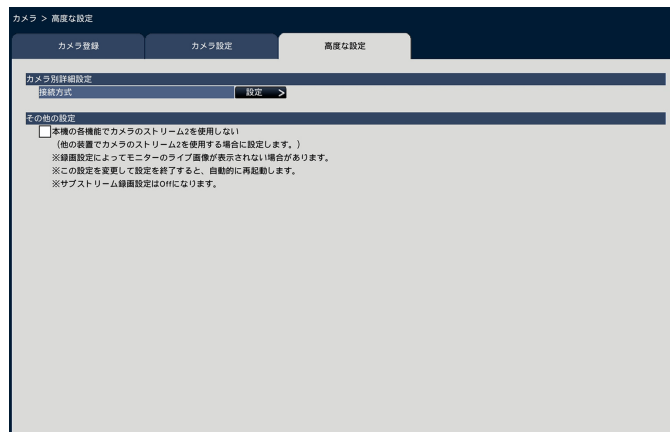 カメラ > 高度な設定
カメラ登録 カメラ設定 高度な設定
カメラ別詳細設定
接続方式 設定 >
その他の設定
本機の各機能でカメラのストリーム2を使用しない
(他の装置でカメラのストリーム2を使用する場合に設定します。)
※録画設定によってモニターのライブ画像が表示されない場合があります。
※この設定を変更して設定を終了すると、自動的に再起動します。
※サブストリーム録画設定はOffになります。